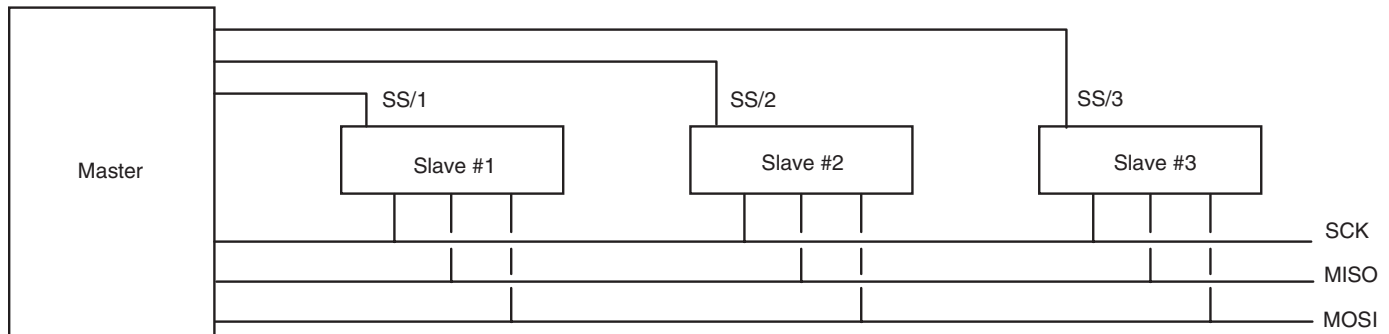 SS/1
SS/2
SS/3
Master
Slave #1
Slave #2
Slave #3
SCK
MISO
MOSI